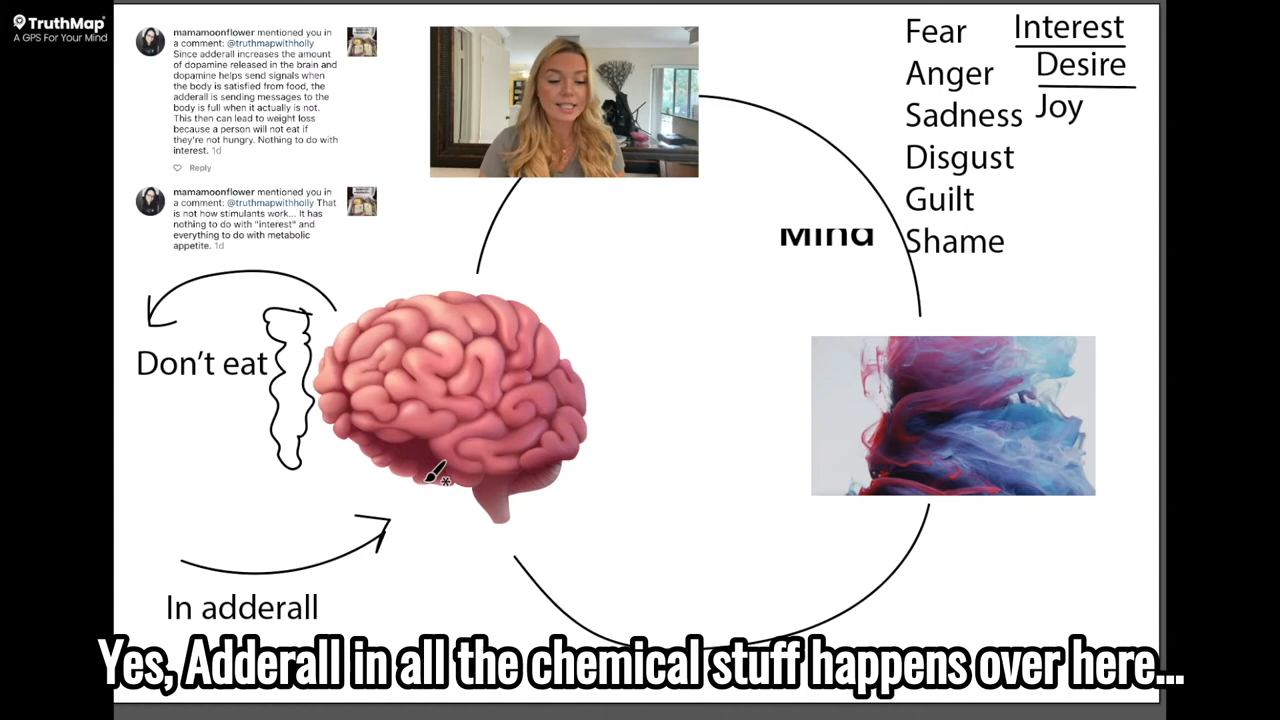 TruthMap
A GPS For Your Mind
mamamoonflower mentioned you in
a comment: @truthmapwithholly
Since adderall increases the amount
of dopamine released in the brain and
dopamine helps send signals when
the body is satisfied from food, the
adderall is sending messages to the
body is full when it actually is not.
This then can lead to weight loss
because a person will not eat if
they're not hungry. Nothing to do with
interest. 1d
Reply
mamamoonflower mentioned you in
a comment: @truthmapwithholly That
is not how stimulants work... It has
nothing to do with "interest" and
everything to do with metabolic
appetite. 1d
Fear
Anger
Sadness
Disgust
Guilt
Shame
Interest
Desire
Joy
Mind
Don't eat
In adderall
Yes, Adderall in all the chemical stuff happens over here...